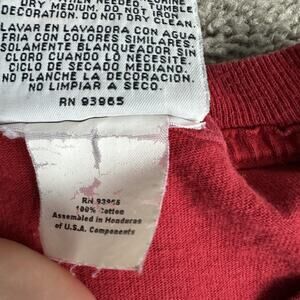 WHEN NEEDED.
DRY MEDIUM. DO NOT TUMBLE
DECORATION. DO NOT DRY CLEAN.
LAVAR EN LAVADORA CON AGUA
FRIA CON COLORES SIMILARES.
SOLAMENTE BLANQUEADOR SIN
CLORO CUANDO LO NECESITE
CICLO DE SECADO MEDIANO.
NO PLANCHE LA DECORACION.
NO LIMPIAR A SECO.
RN 93965
RN 93965
100% Cotton
Assembled in Honduras
of U.S.A. Components